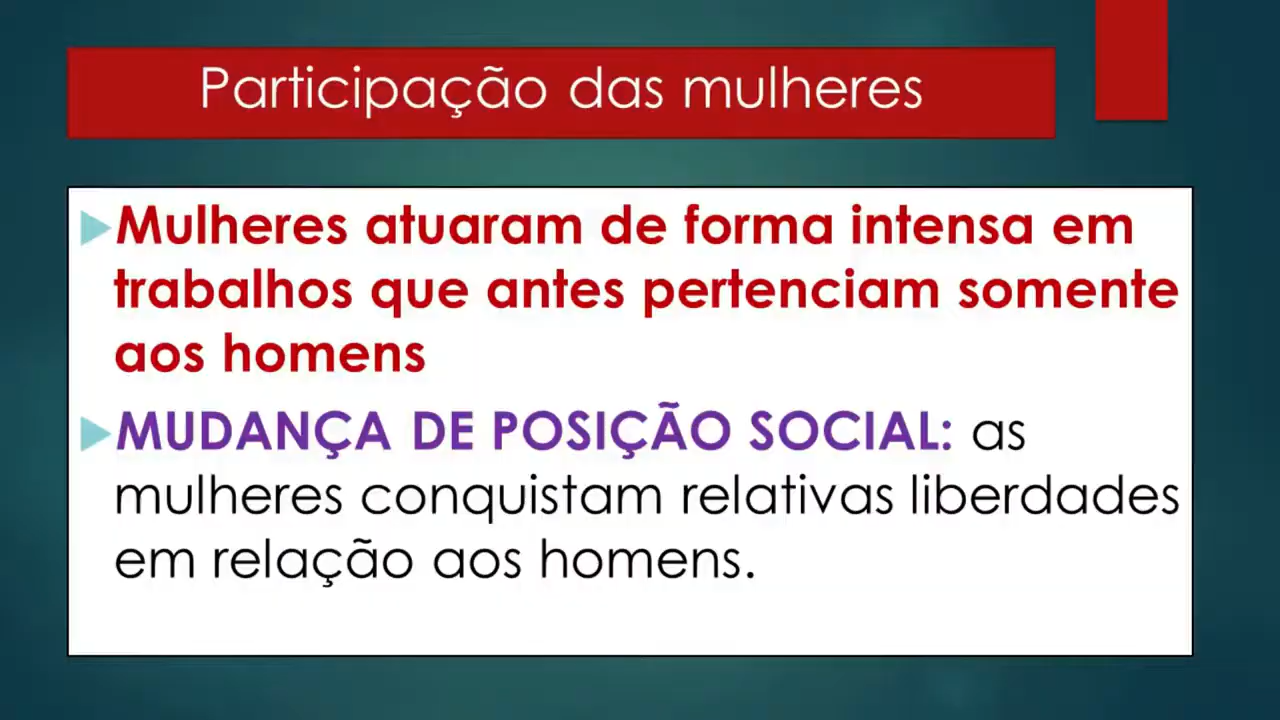 Participação das mulheres
Mulheres atuaram de forma intensa em
trabalhos que antes pertenciam somente
aos homens
MUDANÇA DE POSIÇÃO SOCIAL: as
mulheres conquistam relativas liberdades
em relação aos homens.